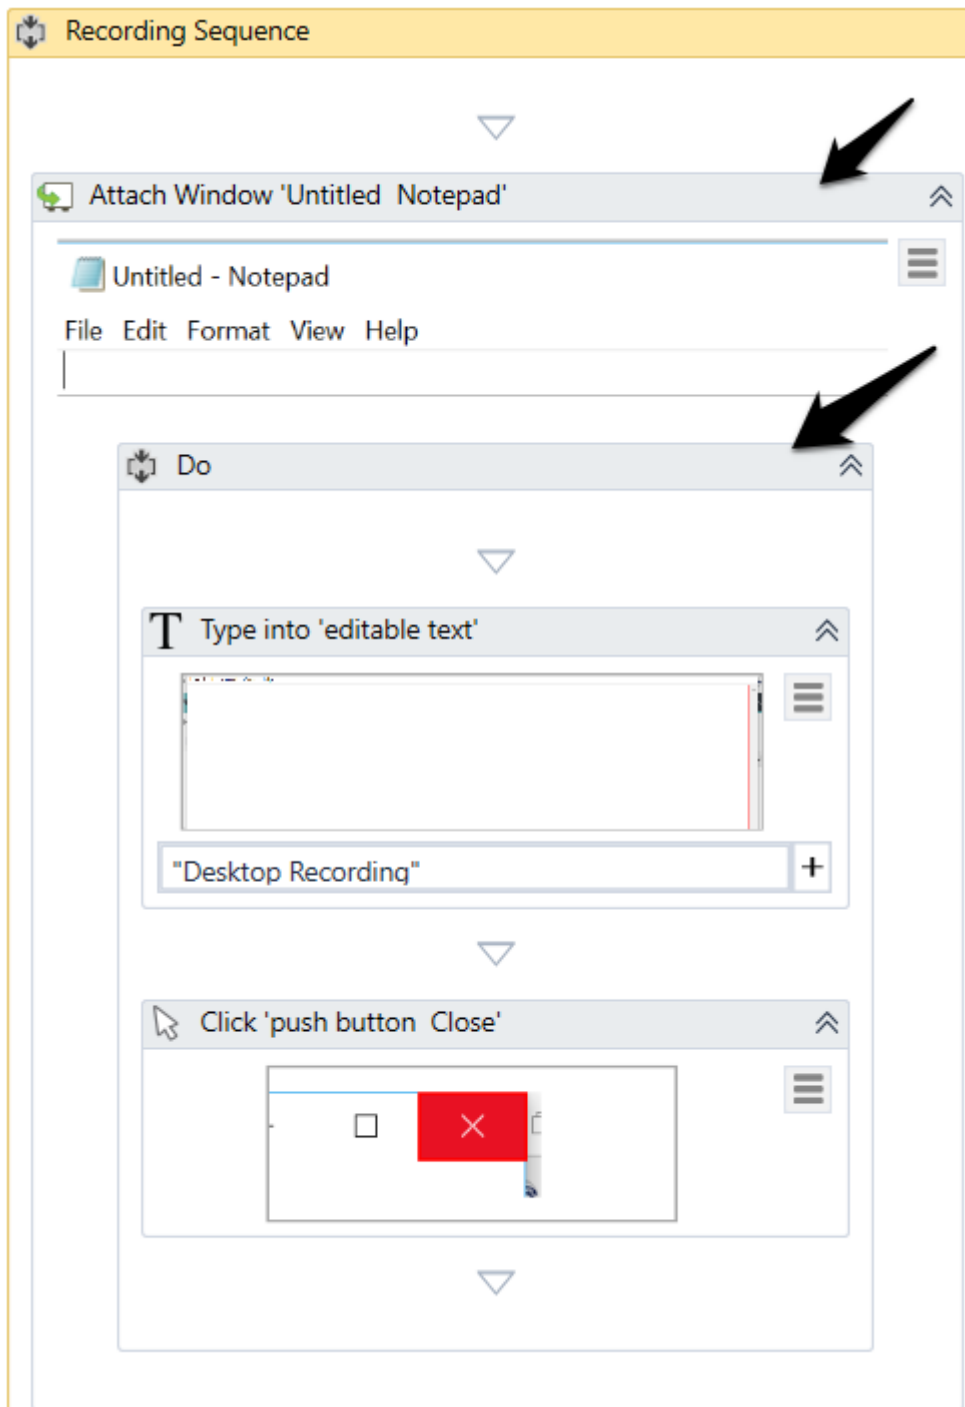 Recording Sequence
Attach Window 'Untitled  Notepad'
Untitled - Notepad
File Edit Format View Help
Do
T Type into 'editable text'
"Desktop Recording"
Click 'push button  Close'